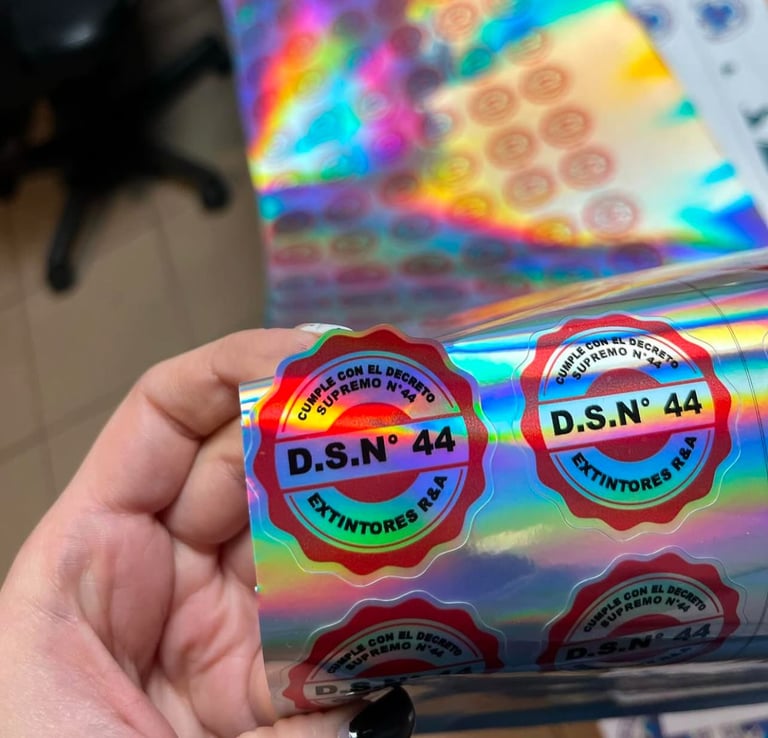 CUMPLE CON EL DECRETO
SUPREMO N°44
D.S.N° 44
EXTINTORES R&A
CUMPLE CON EL DECRETO
SUPREMO N°44
D.S.N° 44
EXTINTORES R&A
CUMPLE CON EL DECRETO
SUPREMO N°44
CUMPLE CON EL DECRETO
SUPREMO N°44
D.S.N° 44